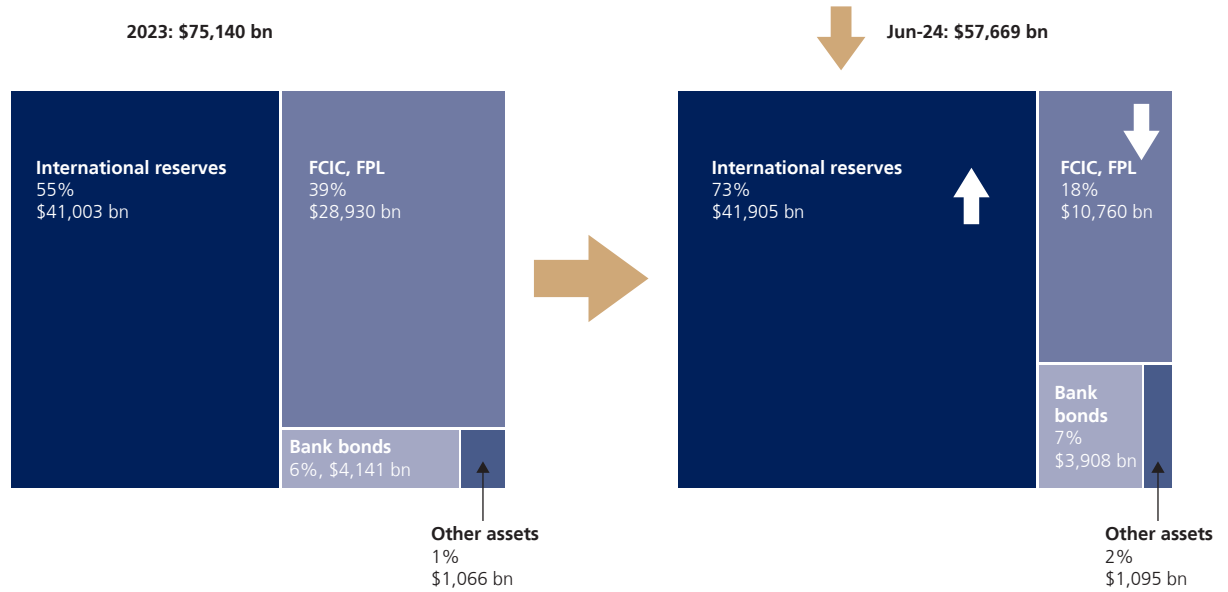 2023: $75,140 bn
International reserves
55%
$41,003 bn
FCIC, FPL
39%
$28,930 bn
Bank bonds
6%, $4,141 bn
Other assets
1%
$1,066 bn
Jun-24: $57,669 bn
International reserves
73%
$41,905 bn
FCIC, FPL
18%
$10,760 bn
Bank
bonds
7%
$3,908 bn
Other assets
2%
$1,095 bn